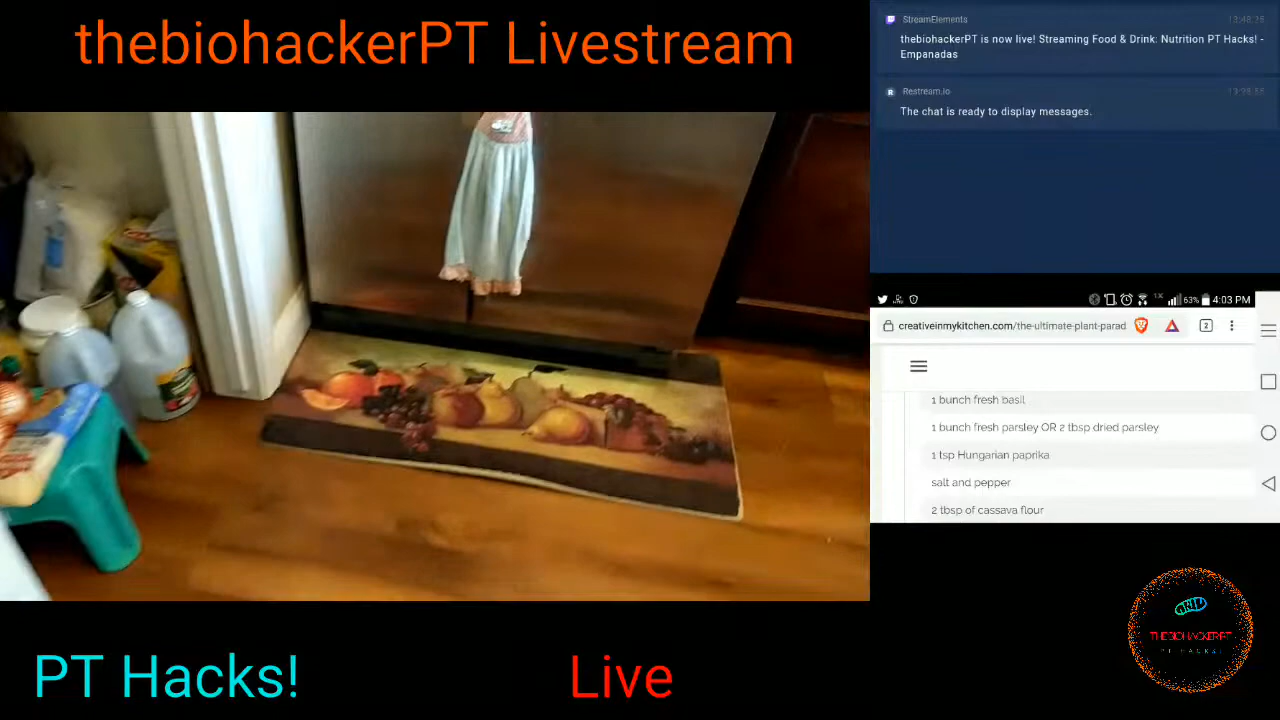 thebiohackerPT Livestream
StreamElements
thebiohackerPT is now live! Streaming Food & Drink: Nutrition PT Hacks! -
Empanadas
Restream.io
The chat is ready to display messages.
63% 4:03 PM
creativeinmykitchen.com/the-ultimate-plant-parad
2
1 bunch fresh basil
1 bunch fresh parsley OR 2 tbsp dried parsley
1 tsp Hungarian paprika
salt and pepper
2 tbsp of cassava flour
THEBIOHACKERPT
PT HACKS!
PT Hacks!
Live